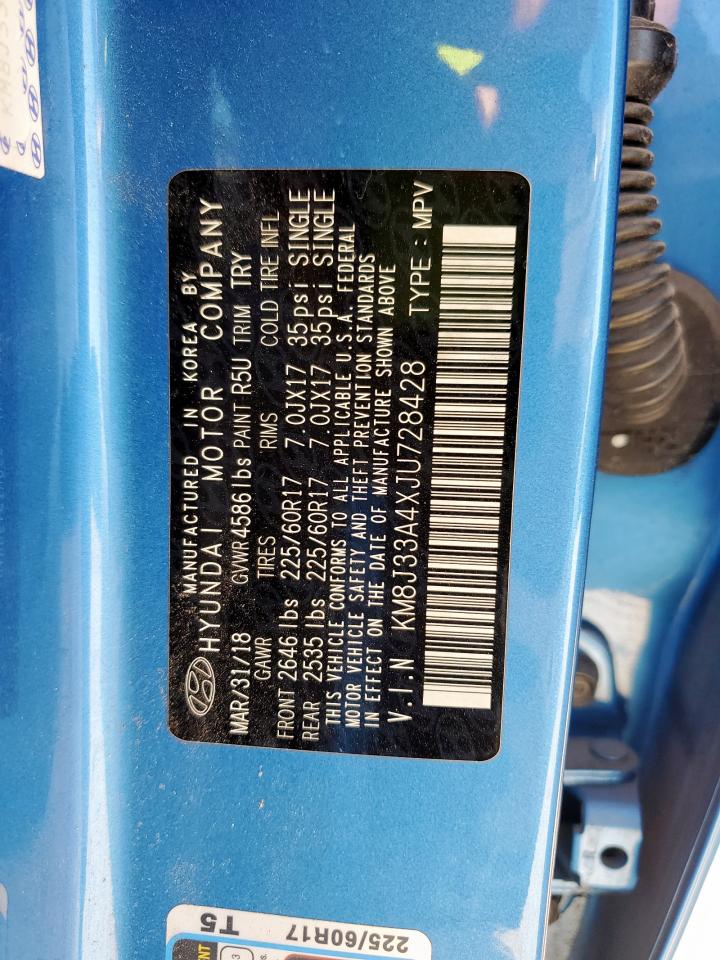 MANUFACTURED IN KOREA BY
HYUNDAI MOTOR COMPANY
MAR/31/18 GVWR 4586 lbs PAINT R5U TRIM TRY
GAWR TIRES RIMS COLD TIRE INFL
FRONT 2646 lbs 225/60R17 7.0JX17 35psi SINGLE
REAR 2535 lbs 225/60R17 7.0JX17 35psi SINGLE
THIS VEHICLE CONFORMS TO ALL APPLICABLE U.S.A. FEDERAL
MOTOR VEHICLE SAFETY AND THEFT PREVENTION STANDARDS
IN EFFECT ON THE DATE OF MANUFACTURE SHOWN ABOVE
V.I.N KM8J33A4XJU728428 TYPE : MPV
T5
225/60R17